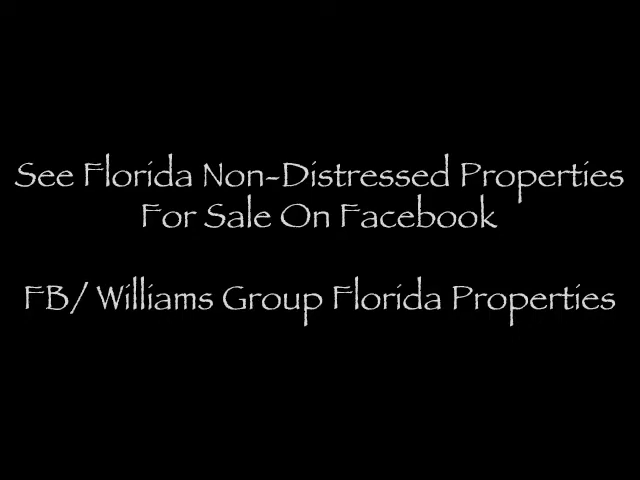 See Florida Non-Distressed Properties
For Sale On Facebook
FB/ Williams Group Florida Properties